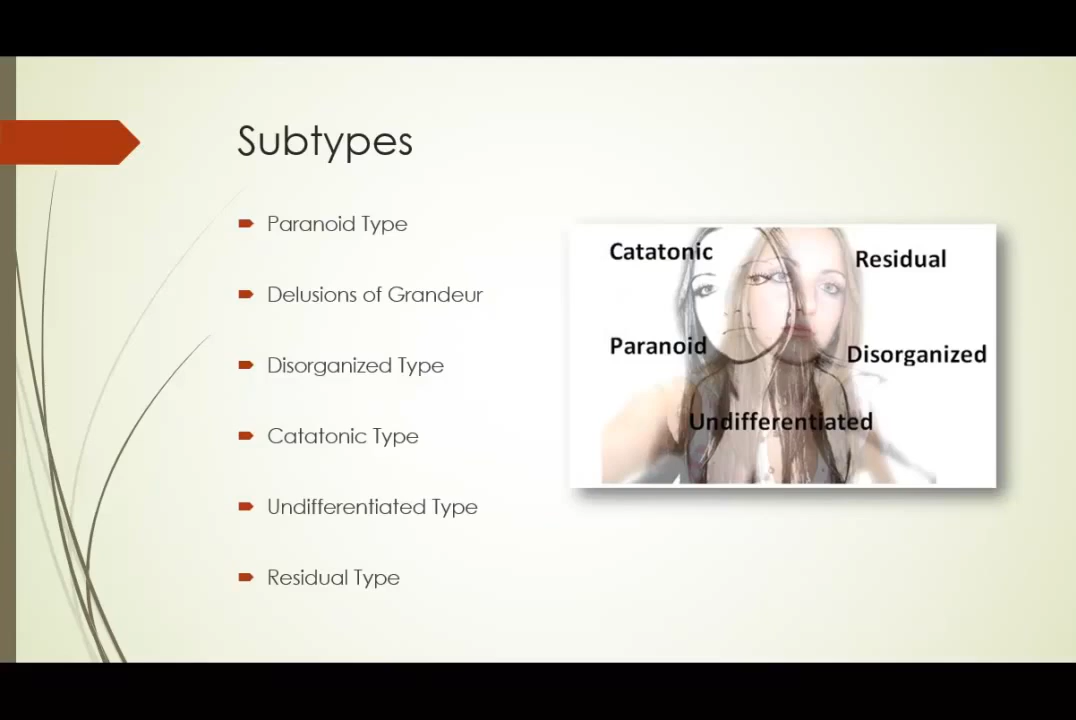 Subtypes
Paranoid Type
Delusions of Grandeur
Disorganized Type
Catatonic Type
Undifferentiated Type
Residual Type
Catatonic
Residual
Paranoid
Disorganized
Undifferentiated